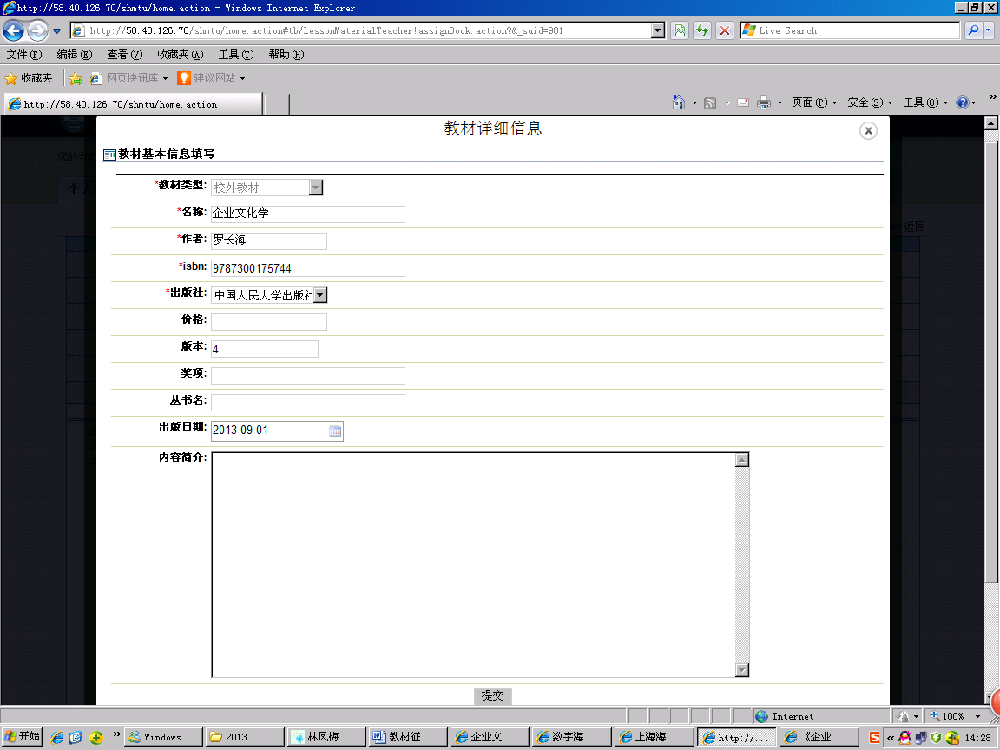 http://58.40.126.70/shmtu/home.action - Windows Internet Explorer
http://58.40.126.70/shmtu/home.action#tb/lessonMaterialTeacher!assignBook.action?&_suid=981
Live Search
文件(F) 编辑(E) 查看(V) 收藏夹(A) 工具(T) 帮助(H)
收藏夹 网页快讯库 建议网站
http://58.40.126.70/shmtu/home.action
页面(P) 安全(S) 工具(O) »
教材详细信息
您的当
教材基本信息填写
个人
*教材类型: 校外教材
*名称: 企业文化学
返回
*作者: 罗长海
*isbn: 9787300175744
*出版社: 中国人民大学出版社
价格:
版本: 4
奖项:
丛书名:
出版日期: 2013-09-01
内容简介:
提交
Internet 100%
开始 » Windows... 2013 林凤梅 教材征... 企业文... 数字海... 上海海... http://... 《企业... « 14:28